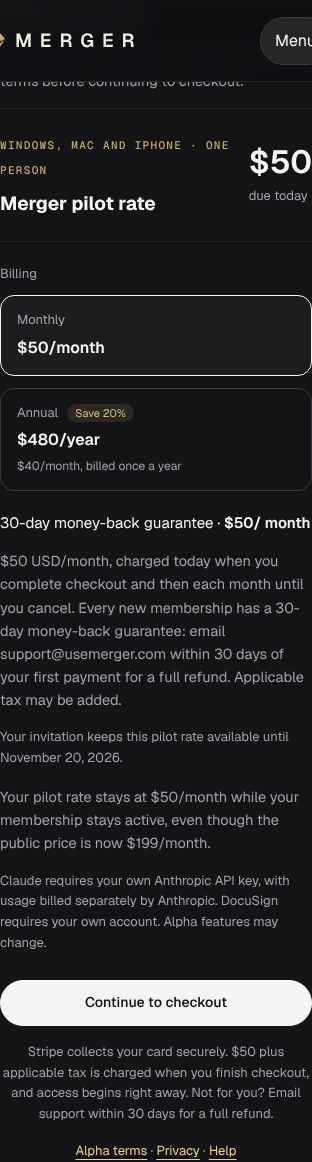 MERGER
Menu
terms before continuing to checkout.
WINDOWS, MAC AND IPHONE · ONE
PERSON
$50
due today
Merger pilot rate
Billing
Monthly
$50/month
Annual Save 20%
$480/year
$40/month, billed once a year
30-day money-back guarantee · $50/ month
$50 USD/month, charged today when you
complete checkout and then each month until
you cancel. Every new membership has a 30-
day money-back guarantee: email
support@usemerger.com within 30 days of
your first payment for a full refund. Applicable
tax may be added.
Your invitation keeps this pilot rate available until
November 20, 2026.
Your pilot rate stays at $50/month while your
membership stays active, even though the
public price is now $199/month.
Claude requires your own Anthropic API key, with
usage billed separately by Anthropic. DocuSign
requires your own account. Alpha features may
change.
Continue to checkout
Stripe collects your card securely. $50 plus
applicable tax is charged when you finish checkout,
and access begins right away. Not for you? Email
support within 30 days for a full refund.
Alpha terms · Privacy · Help